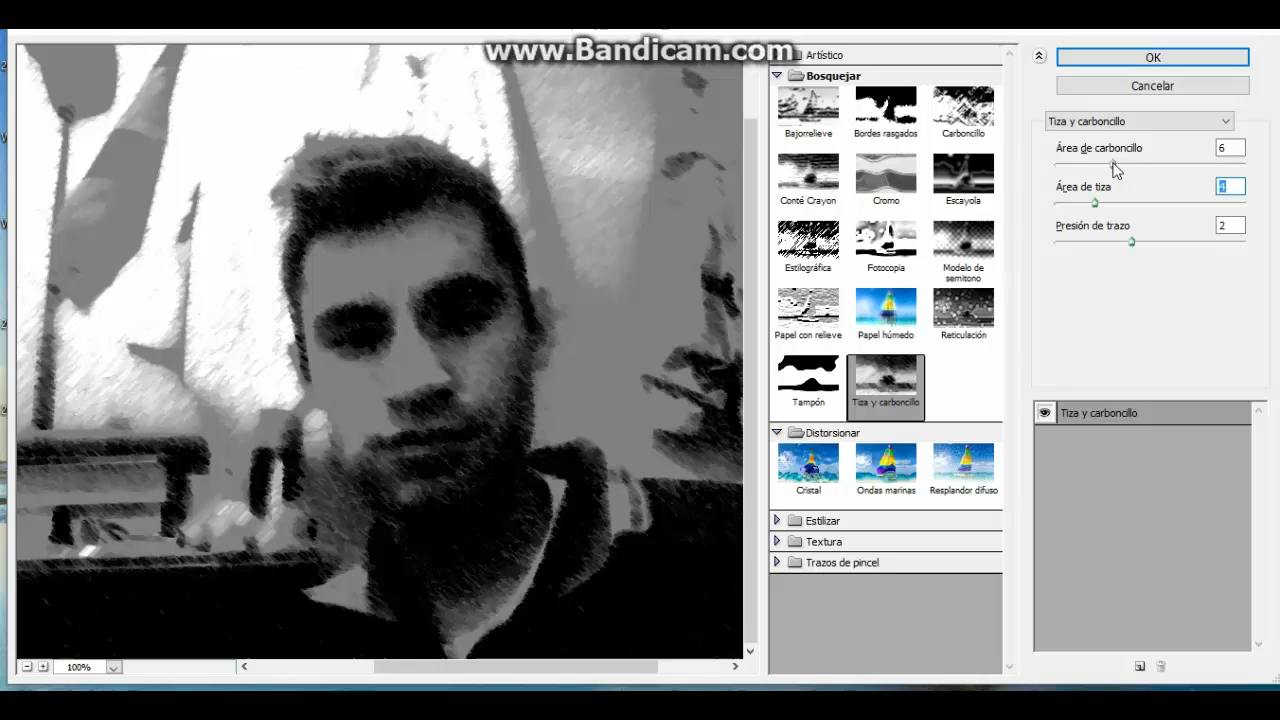 www.Bandicam.com
Artístico
Bosquejar
Bajorrelieve
Bordes rasgados
Carboncillo
Conté Crayon
Cromo
Escayola
Estilográfica
Fotocopia
Modelo de
semitono
Papel con relieve
Papel húmedo
Reticulación
Tampón
Tiza y carboncillo
Distorsionar
Cristal
Ondas marinas
Resplandor difuso
Estilizar
Textura
Trazos de pincel
OK
Cancelar
Tiza y carboncillo
Área de carboncillo 6
Área de tiza 4
Presión de trazo 2
Tiza y carboncillo
100%